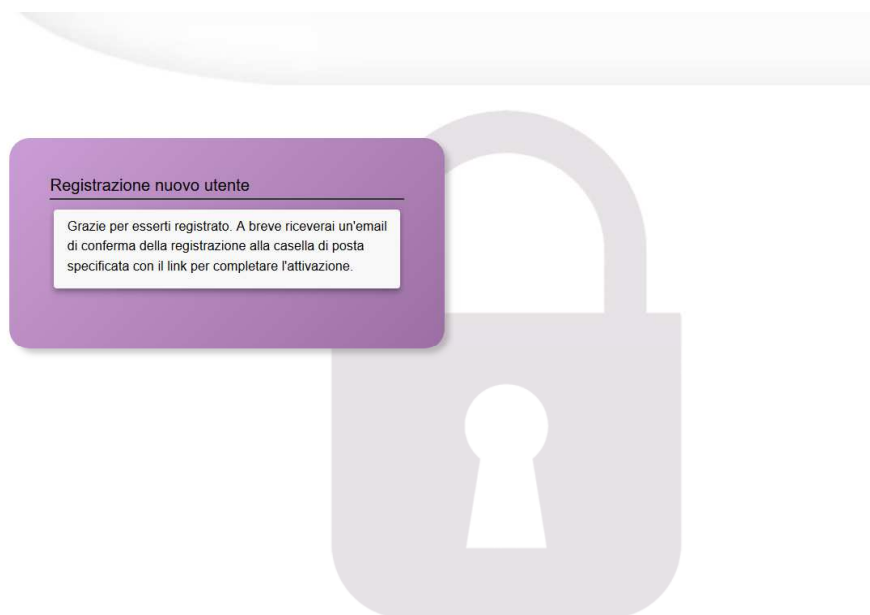 Registrazione nuovo utente
Grazie per esserti registrato. A breve riceverai un'email
di conferma della registrazione alla casella di posta
specificata con il link per completare l'attivazione.